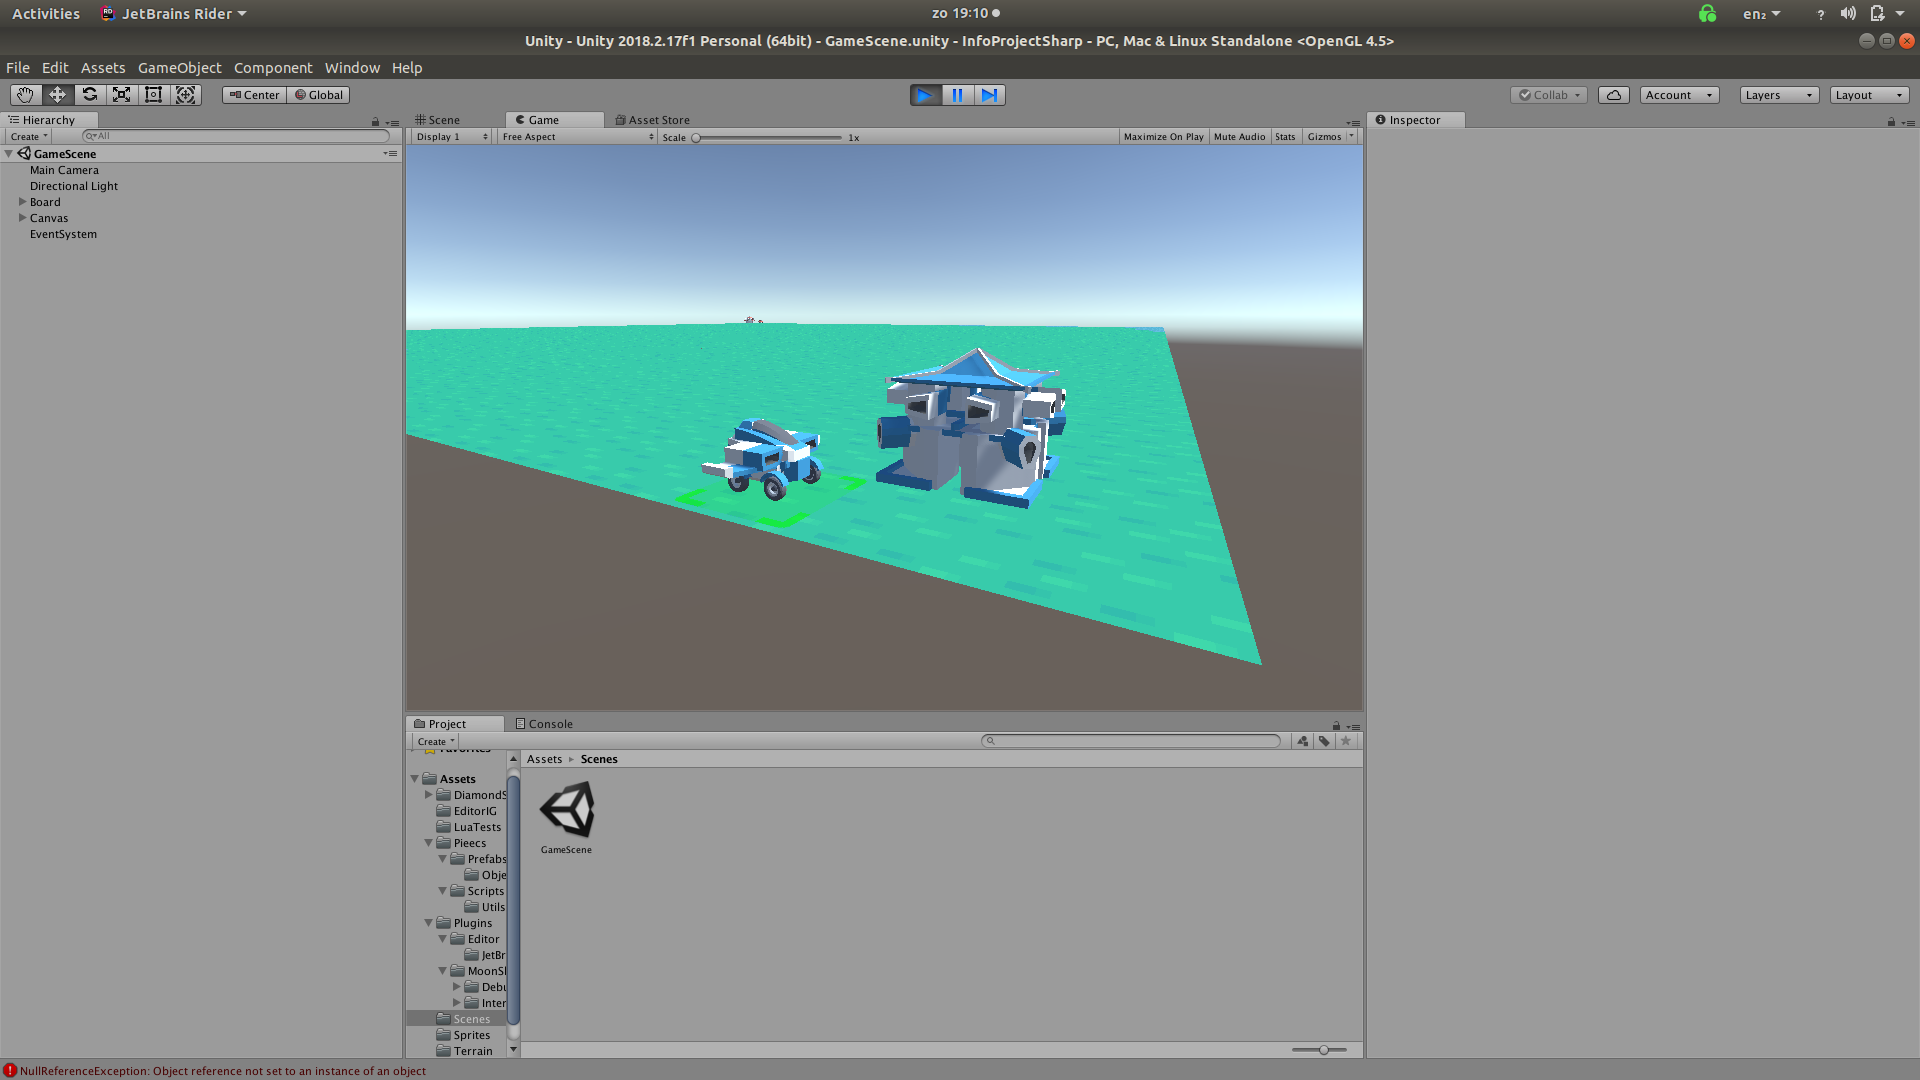 Activities JetBrains Rider zo 19:10 en₂ ?
Unity - Unity 2018.2.17f1 Personal (64bit) - GameScene.unity - InfoProjectSharp - PC, Mac & Linux Standalone <OpenGL 4.5>
File Edit Assets GameObject Component Window Help
Center Global Collab Account Layers Layout
Hierarchy
Create All
GameScene
Main Camera
Directional Light
Board
Canvas
EventSystem
Scene Game Asset Store
Display 1 Free Aspect Scale 1x Maximize On Play Mute Audio Stats Gizmos
Inspector
Project Console
Create
Favorites
Assets
DiamondS
EditorIG
LuaTests
Pieecs
Prefabs
Obje
Scripts
Utils
Plugins
Editor
JetBr
MoonSl
Debu
Inter
Scenes
Sprites
Terrain
Assets Scenes
GameScene
NullReferenceException: Object reference not set to an instance of an object